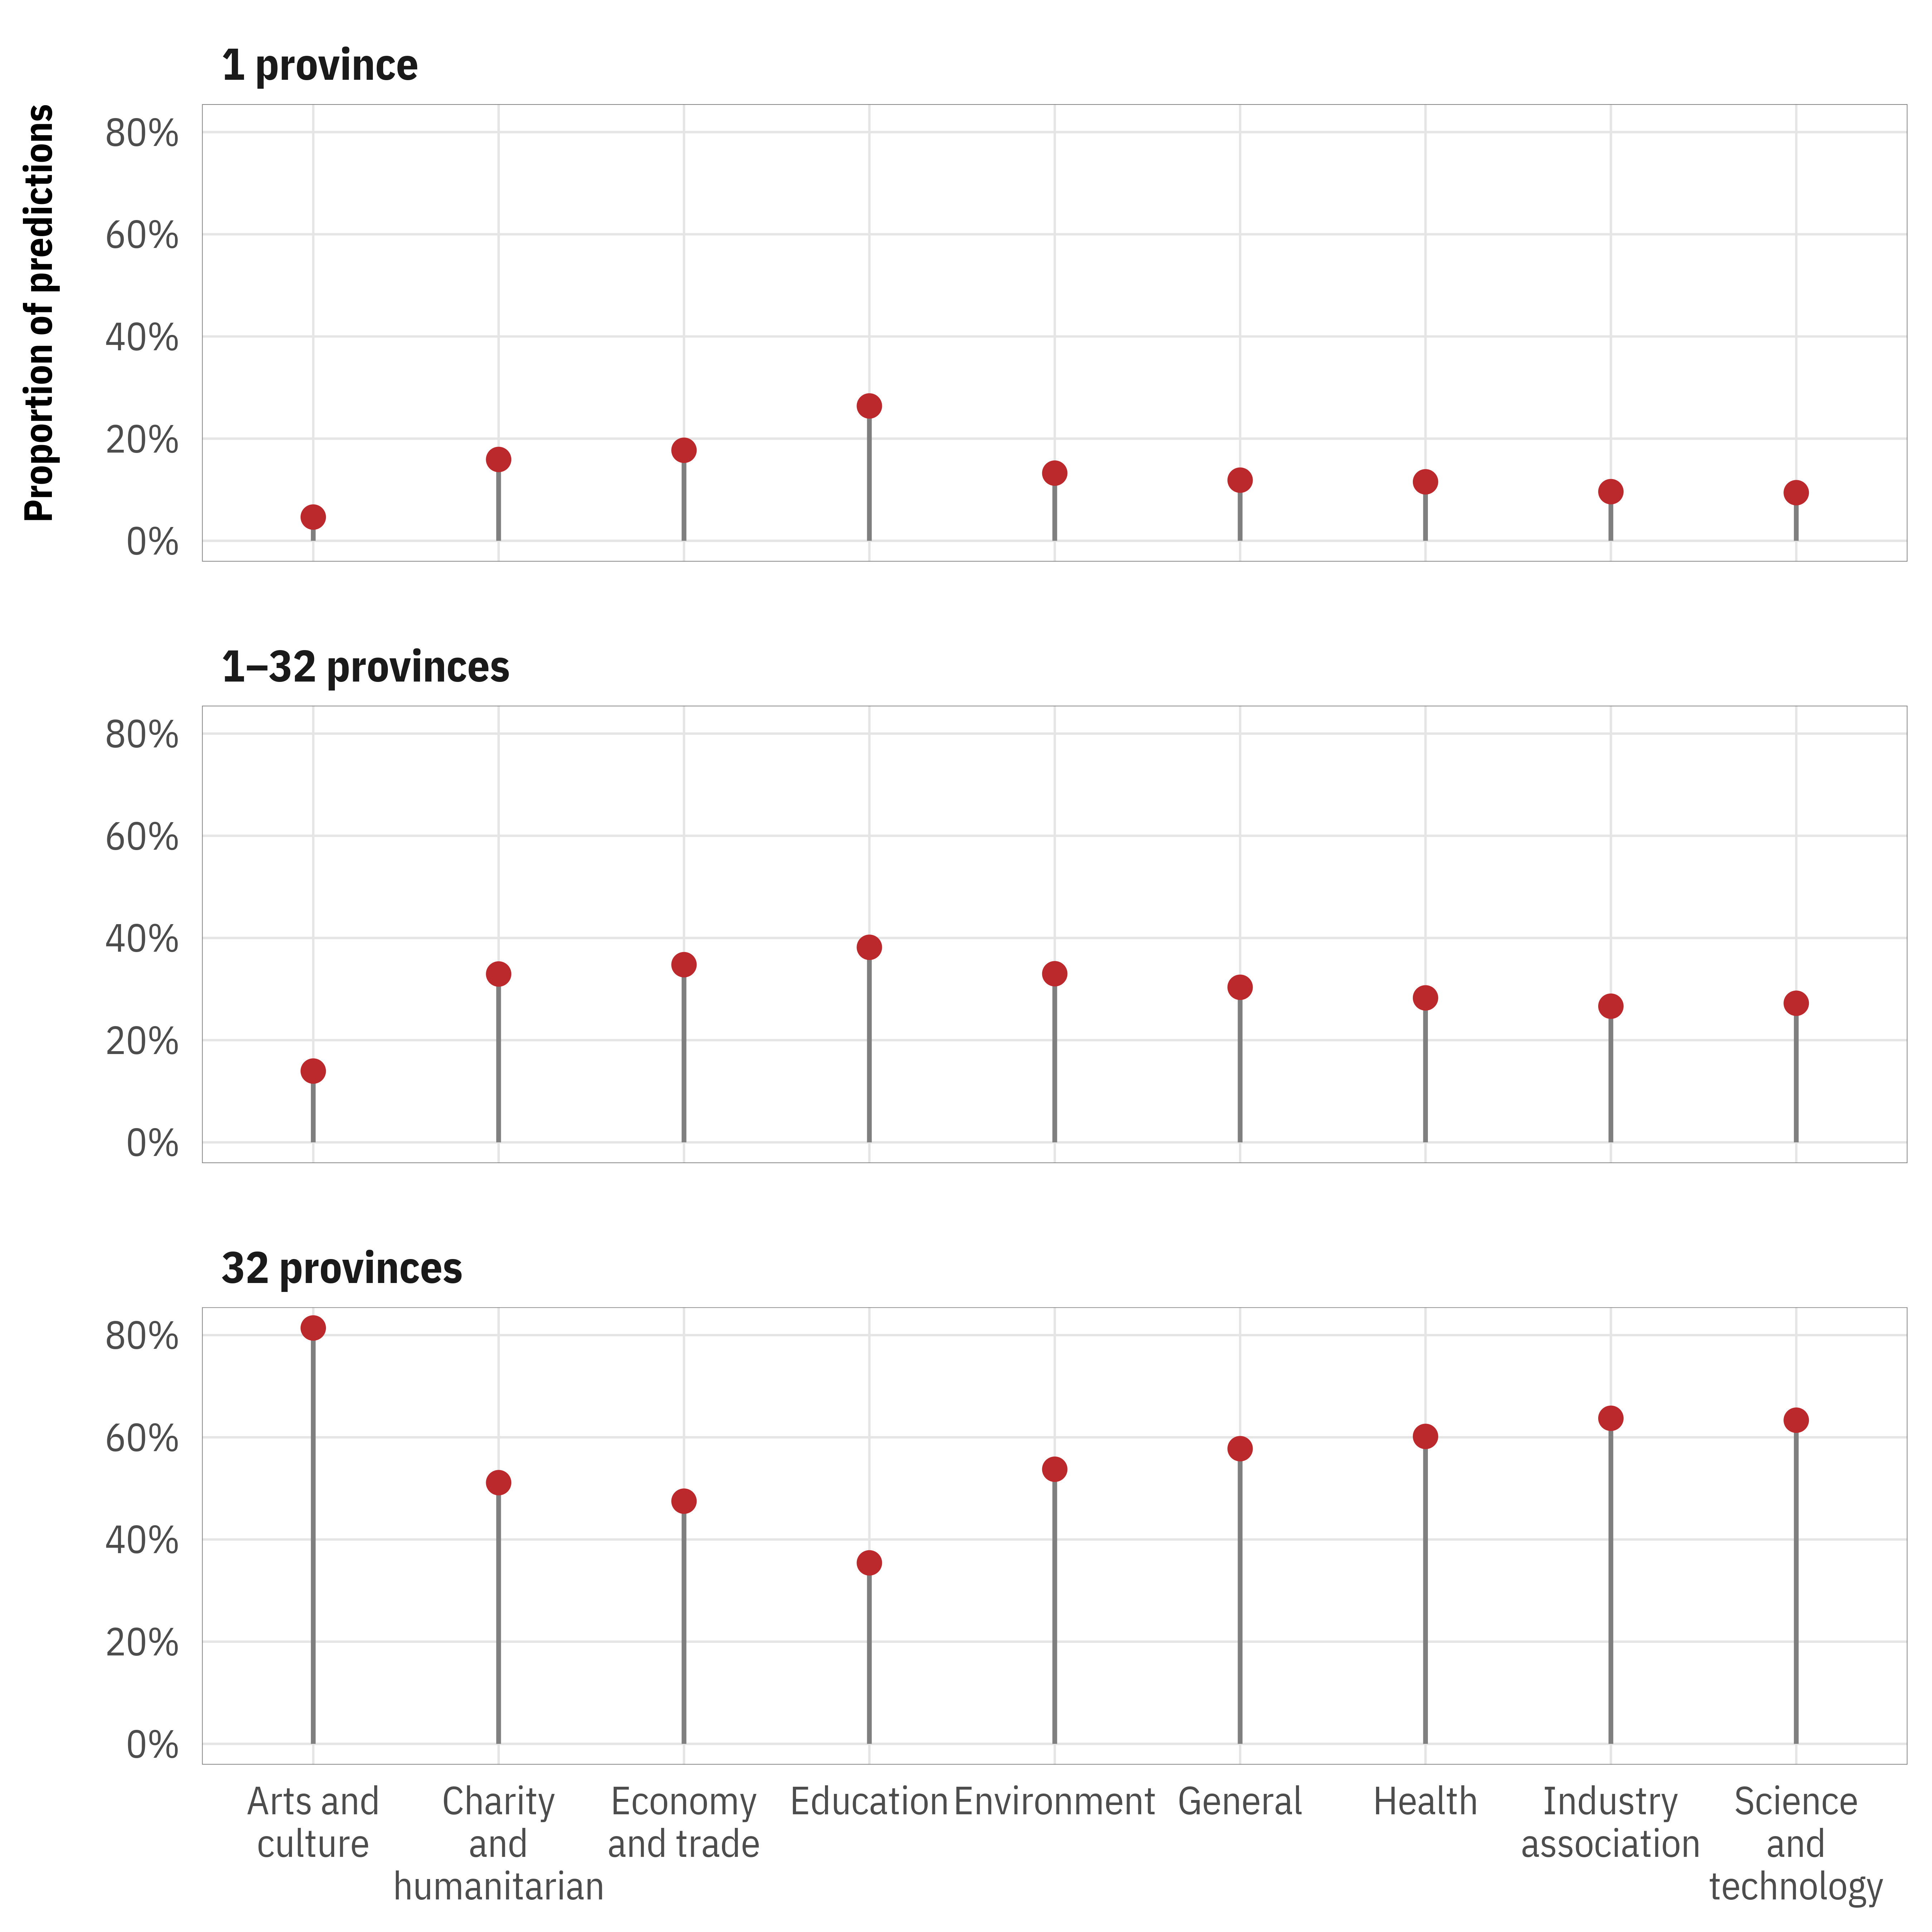 1 province
Proportion of predictions
80%
60%
40%
20%
0%
1–32 provinces
80%
60%
40%
20%
0%
32 provinces
80%
60%
40%
20%
0%
Arts and
culture
Charity
and
humanitarian
Economy
and trade
Education
Environment
General
Health
Industry
association
Science
and
technology